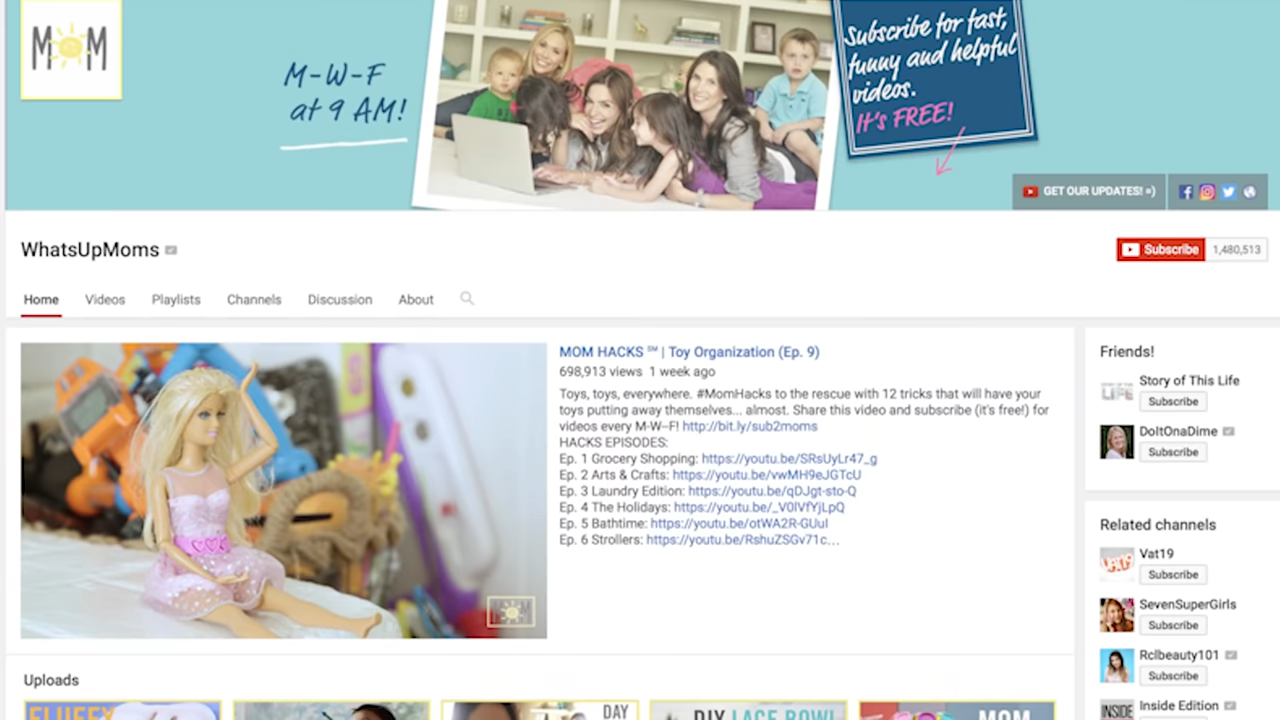 MOM
M-W-F
at 9 AM!
Subscribe for fast,
funny and helpful
videos.
It's FREE!
GET OUR UPDATES! =)
WhatsUpMoms
Subscribe 1,480,513
Home Videos Playlists Channels Discussion About
MOM HACKS ℠ | Toy Organization (Ep. 9)
698,913 views 1 week ago
Toys, toys, everywhere. #MomHacks to the rescue with 12 tricks that will have your
toys putting away themselves... almost. Share this video and subscribe (it's free!) for
videos every M-W--F! http://bit.ly/sub2moms
HACKS EPISODES:
Ep. 1 Grocery Shopping: https://youtu.be/SRsUyLr47_g
Ep. 2 Arts & Crafts: https://youtu.be/vwMH9eJGTcU
Ep. 3 Laundry Edition: https://youtu.be/qDJgt-sto-Q
Ep. 4 The Holidays: https://youtu.be/_V0lVfYjLpQ
Ep. 5 Bathtime: https://youtu.be/otWA2R-GUuI
Ep. 6 Strollers: https://youtu.be/RshuZSGv71c...
MOM
Friends!
Story of This Life
Subscribe
DoItOnaDime
Subscribe
Related channels
Vat19
Subscribe
SevenSuperGirls
Subscribe
Rclbeauty101
Subscribe
INSIDE
Inside Edition
Uploads
FLUFFY
DAY
DIY LACE BOWL
MOM